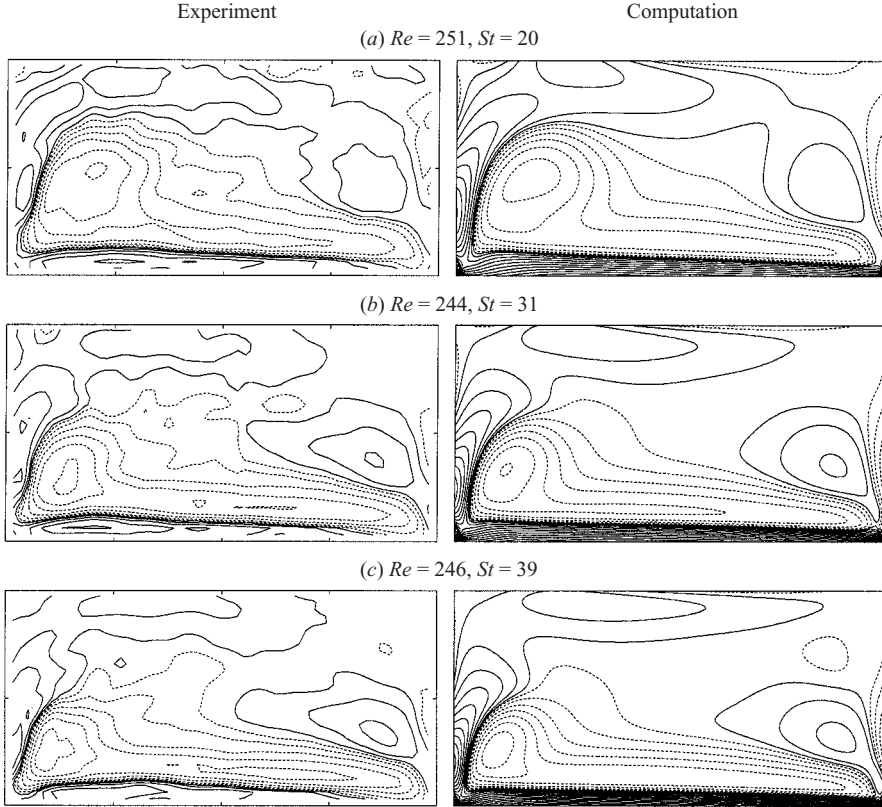 Experiment
Computation
(a) Re = 251, St = 20
(b) Re = 244, St = 31
(c) Re = 246, St = 39